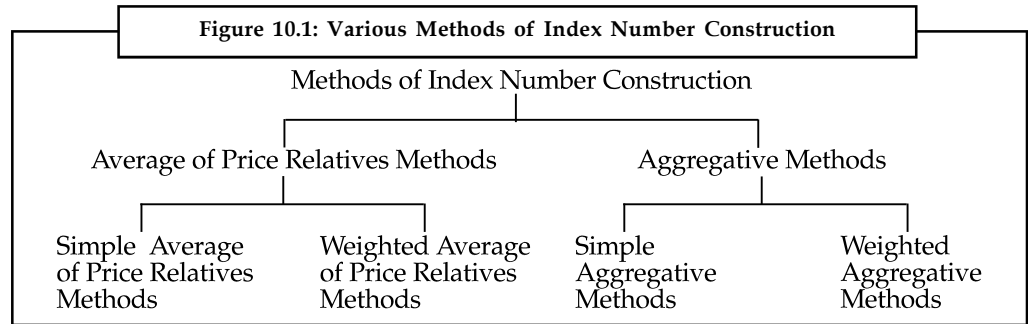 Figure 10.1: Various Methods of Index Number Construction
Methods of Index Number Construction
Average of Price Relatives Methods
Aggregative Methods
Simple Average
of Price Relatives
Methods
Weighted Average
of Price Relatives
Methods
Simple
Aggregative
Methods
Weighted
Aggregative
Methods